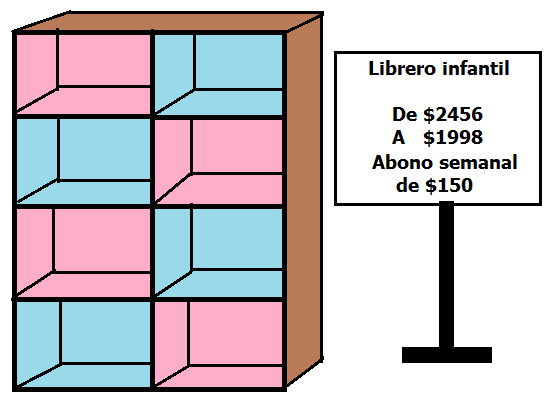 Librero infantil
De $2456
A $1998
Abono semanal
de $150